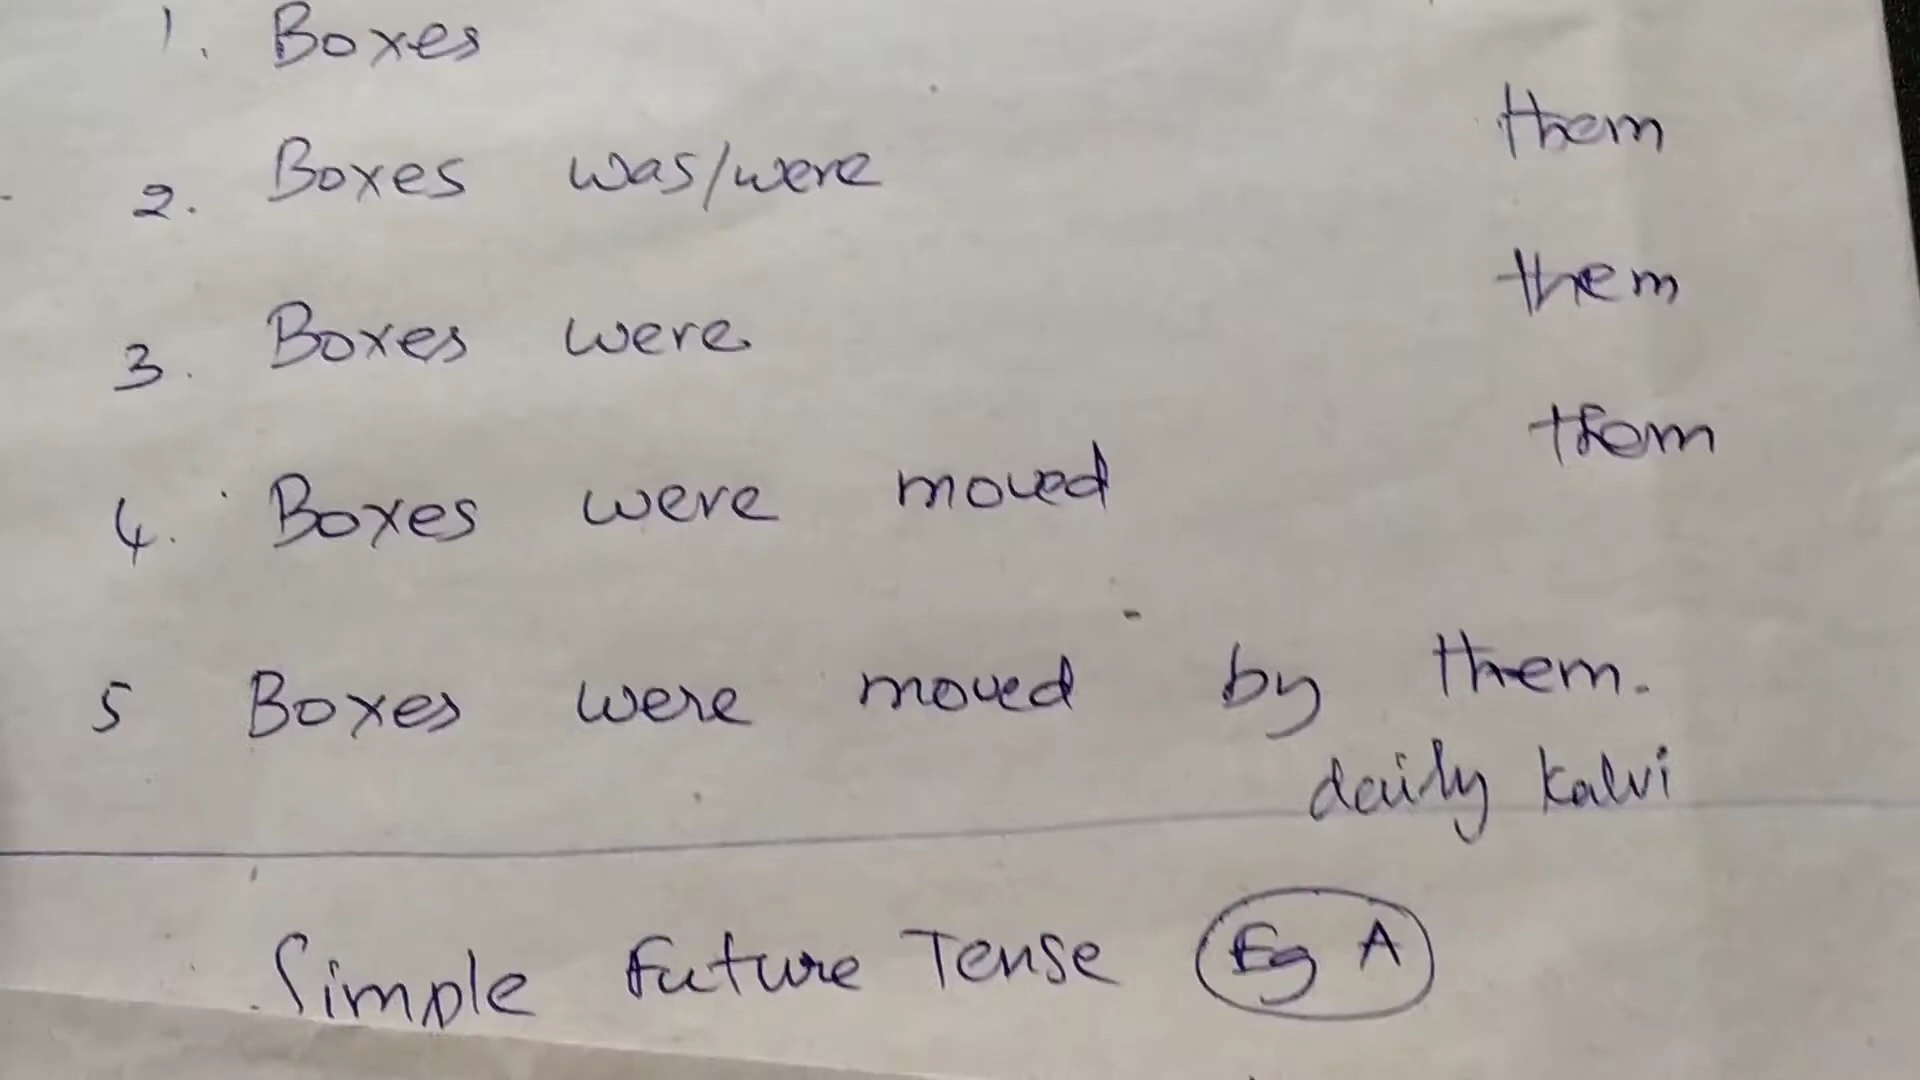 1. Boxes
them
2. Boxes was/were
them
3. Boxes were
them
4. Boxes were moved
5 Boxes were moved by them.
daily kalvi
Simple Future Tense Eg A